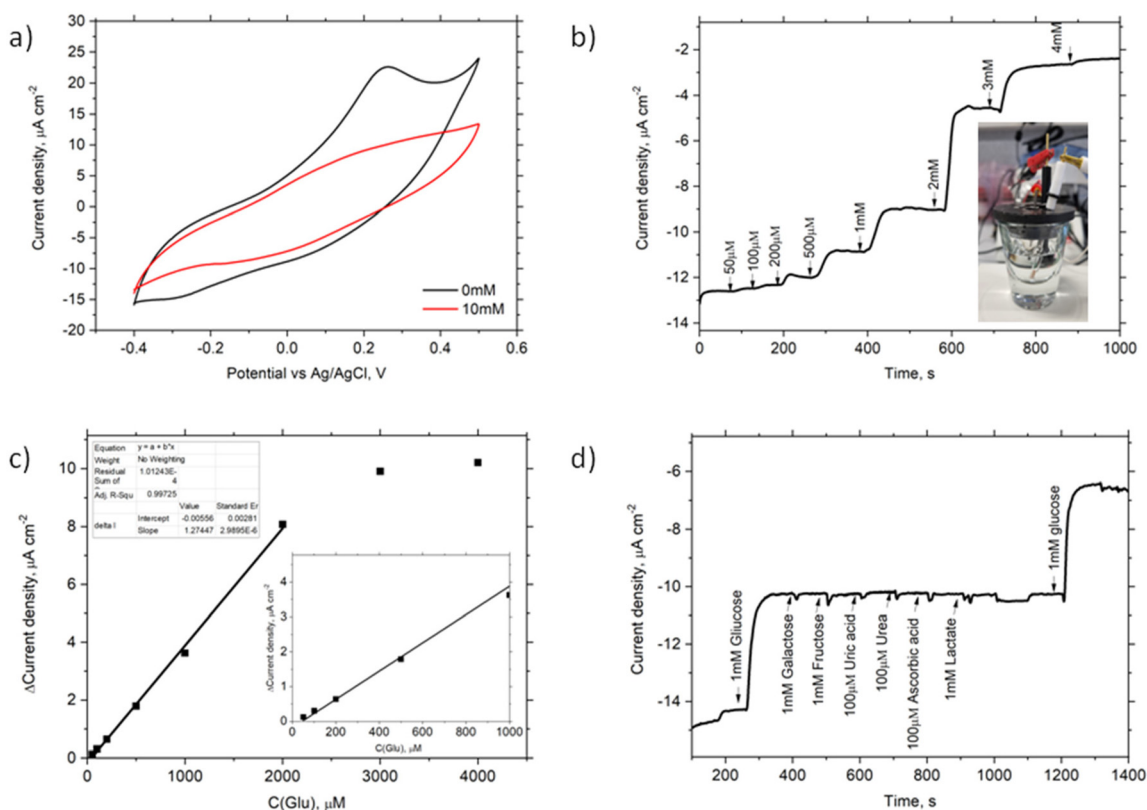 a)
Current density, µA cm⁻²
30
25
20
15
10
5
0
-5
-10
-15
-20
-0.4
-0.2
0.0
0.2
0.4
0.6
Potential vs Ag/AgCl, V
0mM
10mM
b)
Current density, µA cm⁻²
-2
-4
-6
-8
-10
-12
-14
50µM
100µM
200µM
500µM
1mM
2mM
3mM
4mM
0
200
400
600
800
1000
Time, s
c)
ΔCurrent density, µA cm⁻²
10
8
6
4
2
0
Equation y = a + b*x
Weight No Weighting
Residual 1.01243E-
Sum of 4
Adj. R-Squ 0.99725
Value Standard Er
delta I Intercept -0.00556 0.00281
Slope 1.27447 2.9895E-6
ΔCurrent density, µA cm⁻²
4
3
2
1
0
0
200
400
600
800
1000
C(Glu), µM
0
1000
2000
3000
4000
C(Glu), µM
d)
Current density, µA cm⁻²
-6
-8
-10
-12
-14
1mM Gliucose
1mM Galactose
1mM Fructose
100µM Uric acid
100µM Urea
100µM Ascorbic acid
1mM Lactate
1mM glucose
200
400
600
800
1000
1200
1400
Time, s